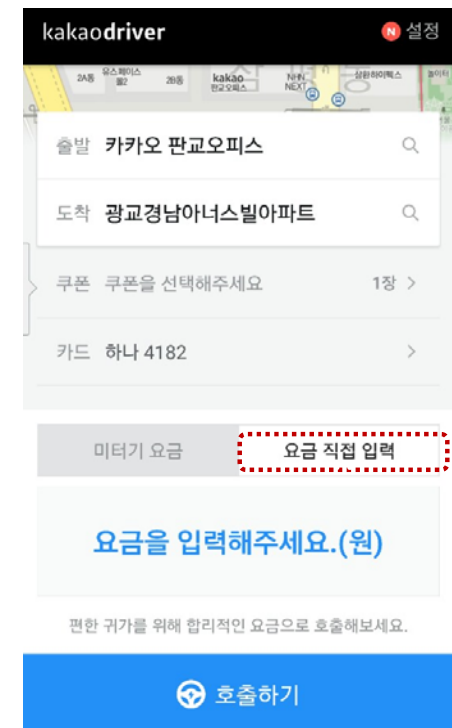 kakaodriver
N 설정
2A동 유스페이스 몰2 2B동 kakao 판교오피스 NHN NEXT 삼환하이펙스 놀이터
출발 카카오 판교오피스
도착 광교경남아너스빌아파트
쿠폰 쿠폰을 선택해주세요 1장 >
카드 하나 4182 >
미터기 요금 요금 직접 입력
요금을 입력해주세요.(원)
편한 귀가를 위해 합리적인 요금으로 호출해보세요.
호출하기